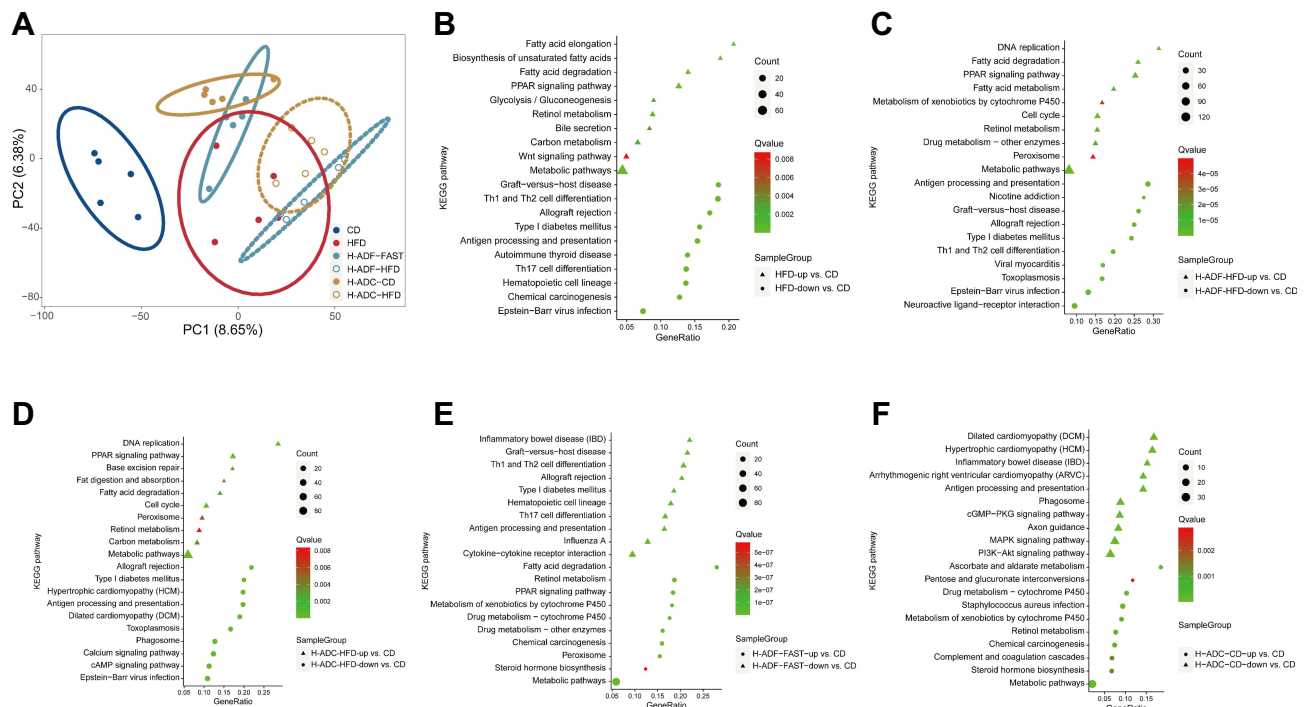 A
PC2 (6.38%)
40
0
−40
−80
−100
−50
0
50
PC1 (8.65%)
CD
HFD
H−ADF−FAST
H−ADF−HFD
H−ADC−CD
H−ADC−HFD
B
KEGG pathway
Fatty acid elongation
Biosynthesis of unsaturated fatty acids
Fatty acid degradation
PPAR signaling pathway
Glycolysis / Gluconeogenesis
Retinol metabolism
Bile secretion
Carbon metabolism
Wnt signaling pathway
Metabolic pathways
Graft−versus−host disease
Th1 and Th2 cell differentiation
Allograft rejection
Type I diabetes mellitus
Antigen processing and presentation
Autoimmune thyroid disease
Th17 cell differentiation
Hematopoietic cell lineage
Chemical carcinogenesis
Epstein−Barr virus infection
0.05 0.10 0.15 0.20
GeneRatio
Count
20
40
60
Qvalue
0.008
0.006
0.004
0.002
SampleGroup
HFD−up vs. CD
HFD−down vs. CD
C
KEGG pathway
DNA replication
Fatty acid degradation
PPAR signaling pathway
Fatty acid metabolism
Metabolism of xenobiotics by cytochrome P450
Cell cycle
Retinol metabolism
Drug metabolism − other enzymes
Peroxisome
Metabolic pathways
Antigen processing and presentation
Nicotine addiction
Graft−versus−host disease
Allograft rejection
Type I diabetes mellitus
Th1 and Th2 cell differentiation
Viral myocarditis
Toxoplasmosis
Epstein−Barr virus infection
Neuroactive ligand−receptor interaction
0.10 0.15 0.20 0.25 0.30
GeneRatio
Count
30
60
90
120
Qvalue
4e−05
2e−05
1e−05
SampleGroup
H−ADF−HFD−up vs. CD
H−ADF−HFD−down vs. CD
D
KEGG pathway
DNA replication
PPAR signaling pathway
Base excision repair
Fat digestion and absorption
Fatty acid degradation
Cell cycle
Peroxisome
Retinol metabolism
Carbon metabolism
Metabolic pathways
Allograft rejection
Type I diabetes mellitus
Hypertrophic cardiomyopathy (HCM)
Antigen processing and presentation
Dilated cardiomyopathy (DCM)
Toxoplasmosis
Phagosome
Calcium signaling pathway
cAMP signaling pathway
Epstein−Barr virus infection
0.05 0.10 0.15 0.20 0.25
GeneRatio
Count
20
40
60
80
Qvalue
0.008
0.006
0.004
0.002
SampleGroup
H−ADC−HFD−up vs. CD
H−ADC−HFD−down vs. CD
E
KEGG pathway
Inflammatory bowel disease (IBD)
Graft−versus−host disease
Th1 and Th2 cell differentiation
Allograft rejection
Type I diabetes mellitus
Hematopoietic cell lineage
Th17 cell differentiation
Antigen processing and presentation
Influenza A
Cytokine−cytokine receptor interaction
Fatty acid degradation
Retinol metabolism
PPAR signaling pathway
Metabolism of xenobiotics by cytochrome P450
Drug metabolism − cytochrome P450
Drug metabolism − other enzymes
Chemical carcinogenesis
Peroxisome
Steroid hormone biosynthesis
Metabolic pathways
0.05 0.10 0.15 0.20 0.25
GeneRatio
Count
20
40
60
80
Qvalue
5e−07
4e−07
3e−07
2e−07
1e−07
SampleGroup
H−ADF−FAST−up vs. CD
H−ADF−FAST−down vs. CD
F
KEGG pathway
Dilated cardiomyopathy (DCM)
Hypertrophic cardiomyopathy (HCM)
Inflammatory bowel disease (IBD)
Arrhythmogenic right ventricular cardiomyopathy (ARVC)
Antigen processing and presentation
Phagosome
cGMP−PKG signaling pathway
Axon guidance
MAPK signaling pathway
PI3K−Akt signaling pathway
Ascorbate and aldarate metabolism
Pentose and glucuronate interconversions
Drug metabolism − cytochrome P450
Staphylococcus aureus infection
Metabolism of xenobiotics by cytochrome P450
Retinol metabolism
Chemical carcinogenesis
Complement and coagulation cascades
Steroid hormone biosynthesis
Metabolic pathways
0.05 0.10 0.15
GeneRatio
Count
10
20
30
Qvalue
0.002
0.001
SampleGroup
H−ADC−CD−up vs. CD
H−ADC−CD−down vs. CD